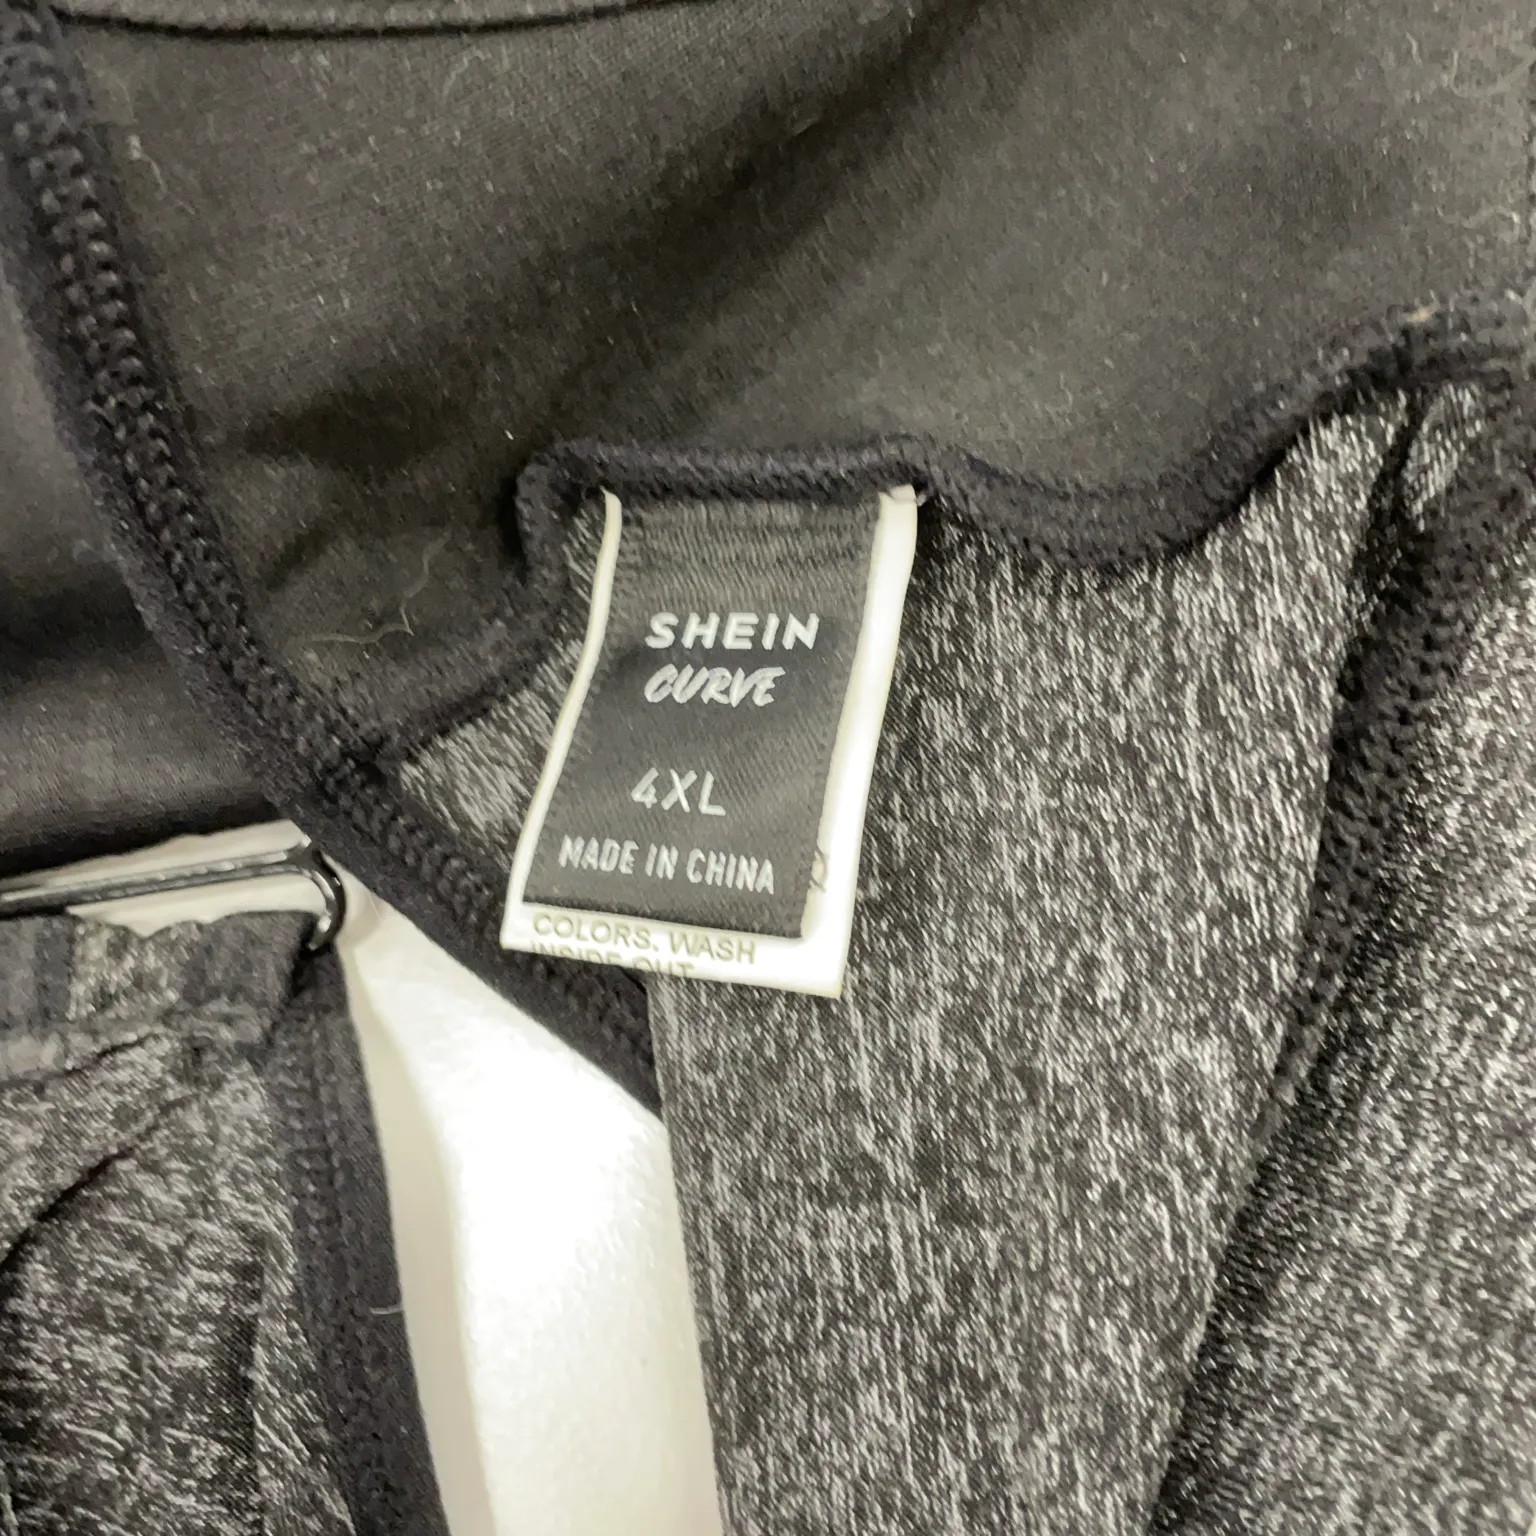 SHEIN
CURVE
4XL
MADE IN CHINA
COLORS. WASH
INSIDE OUT